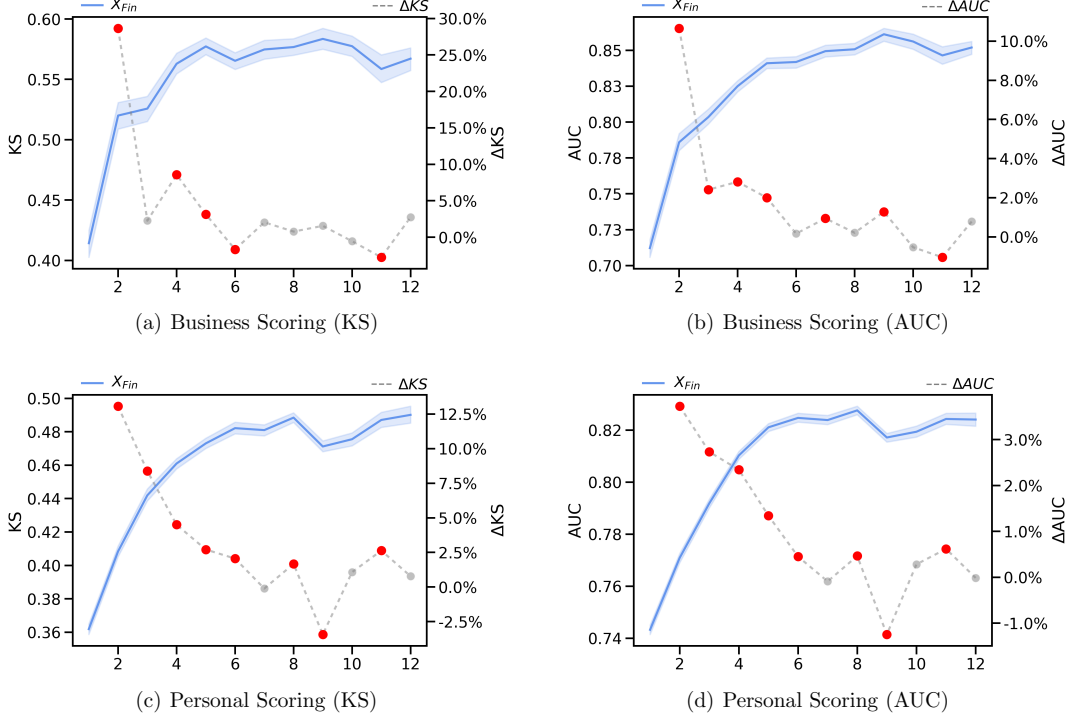 X_Fin ΔKS
0.60
0.55
0.50
0.45
0.40
KS
30.0%
25.0%
20.0%
15.0%
10.0%
5.0%
0.0%
ΔKS
2 4 6 8 10 12
(a) Business Scoring (KS)
X_Fin ΔAUC
0.85
0.83
0.80
0.78
0.75
0.73
0.70
AUC
10.0%
8.0%
6.0%
4.0%
2.0%
0.0%
ΔAUC
2 4 6 8 10 12
(b) Business Scoring (AUC)
X_Fin ΔKS
0.50
0.48
0.46
0.44
0.42
0.40
0.38
0.36
KS
12.5%
10.0%
7.5%
5.0%
2.5%
0.0%
-2.5%
ΔKS
2 4 6 8 10 12
(c) Personal Scoring (KS)
X_Fin ΔAUC
0.82
0.80
0.78
0.76
0.74
AUC
3.0%
2.0%
1.0%
0.0%
-1.0%
ΔAUC
2 4 6 8 10 12
(d) Personal Scoring (AUC)